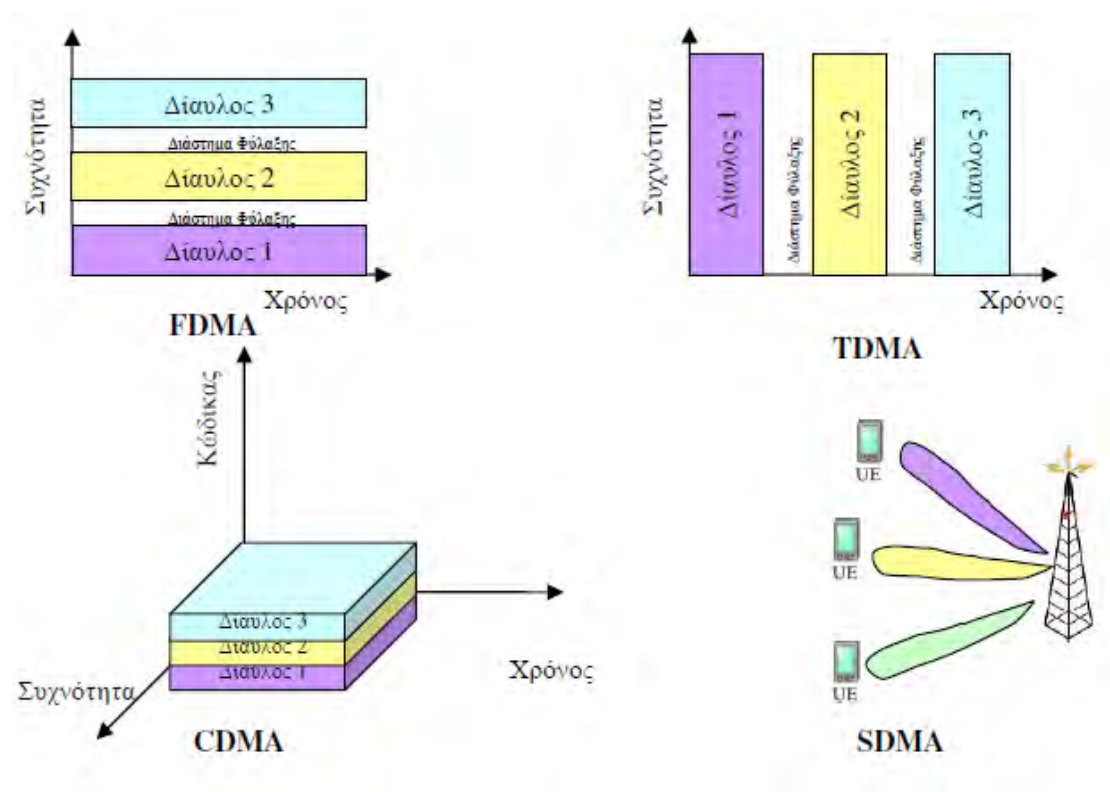 Συχνότητα
Δίαυλος 3
Διάστημα Φύλαξης
Δίαυλος 2
Διάστημα Φύλαξης
Δίαυλος 1
Χρόνος
FDMA
Συχνότητα
Δίαυλος 1
Διάστημα Φύλαξης
Δίαυλος 2
Διάστημα Φύλαξης
Δίαυλος 3
Χρόνος
TDMA
Κώδικας
Δίαυλος 3
Δίαυλος 2
Δίαυλος 1
Συχνότητα
Χρόνος
CDMA
UE
UE
UE
SDMA